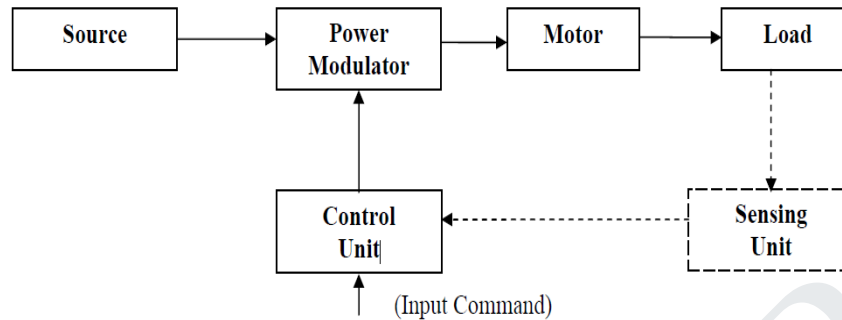 Source
Power
Modulator
Motor
Load
Control
Unit
Sensing
Unit
(Input Command)